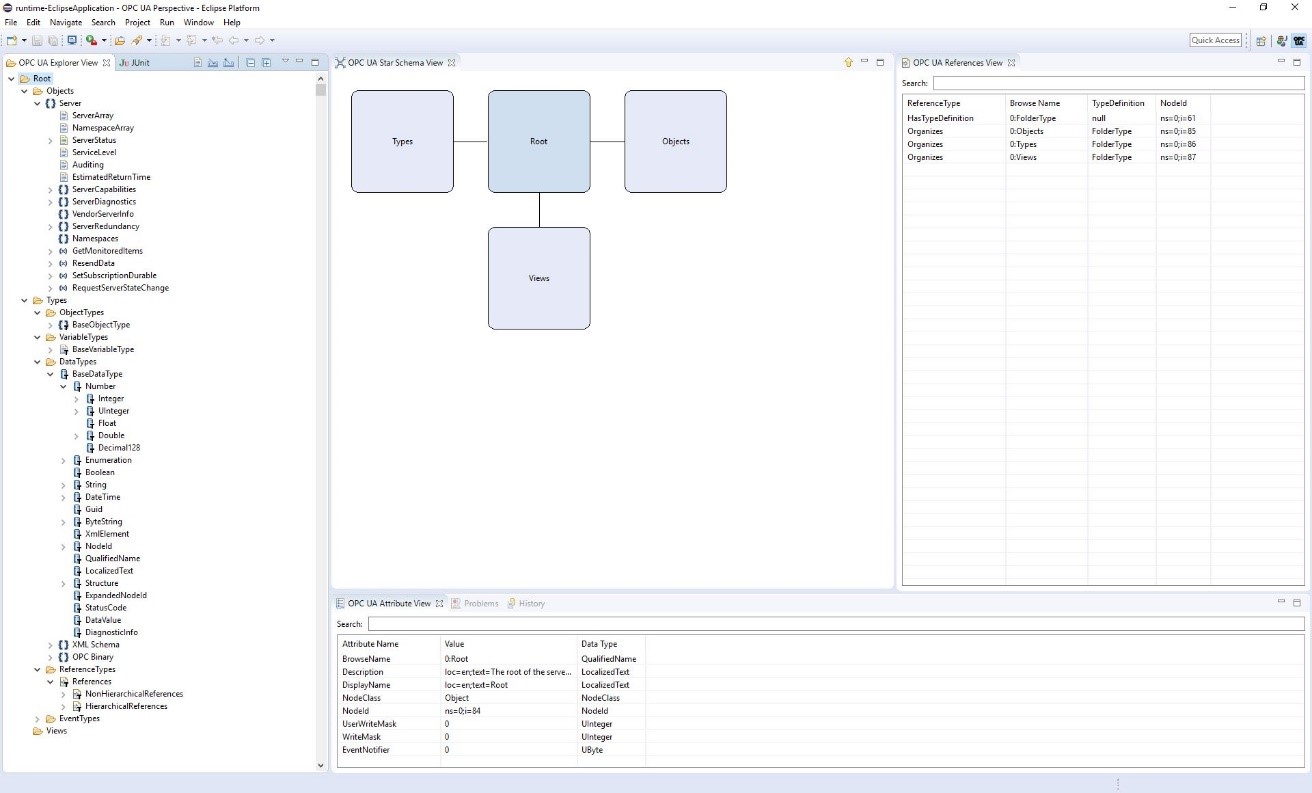 runtime-EclipseApplication - OPC UA Perspective - Eclipse Platform
File Edit Navigate Search Project Run Window Help
Quick Access
OPC UA Explorer View JUnit
Root
Objects
Server
ServerArray
NamespaceArray
ServerStatus
ServiceLevel
Auditing
EstimatedReturnTime
ServerCapabilities
ServerDiagnostics
VendorServerInfo
ServerRedundancy
Namespaces
GetMonitoredItems
ResendData
SetSubscriptionDurable
RequestServerStateChange
Types
ObjectTypes
BaseObjectType
VariableTypes
BaseVariableType
DataTypes
BaseDataType
Number
Integer
UInteger
Float
Double
Decimal128
Enumeration
Boolean
String
DateTime
Guid
ByteString
XmlElement
NodeId
QualifiedName
LocalizedText
Structure
ExpandedNodeId
StatusCode
DataValue
DiagnosticInfo
XML Schema
OPC Binary
ReferenceTypes
References
NonHierarchicalReferences
HierarchicalReferences
EventTypes
Views
OPC UA Star Schema View
Types Root Objects
Views
OPC UA References View
Search:
ReferenceType Browse Name TypeDefinition NodeId
HasTypeDefinition 0:FolderType null ns=0;i=61
Organizes 0:Objects FolderType ns=0;i=85
Organizes 0:Types FolderType ns=0;i=86
Organizes 0:Views FolderType ns=0;i=87
OPC UA Attribute View Problems History
Search:
Attribute Name Value Data Type
BrowseName 0:Root QualifiedName
Description loc=en;text=The root of the serve... LocalizedText
DisplayName loc=en;text=Root LocalizedText
NodeClass Object NodeClass
NodeId ns=0;i=84 NodeId
UserWriteMask 0 UInteger
WriteMask 0 UInteger
EventNotifier 0 UByte